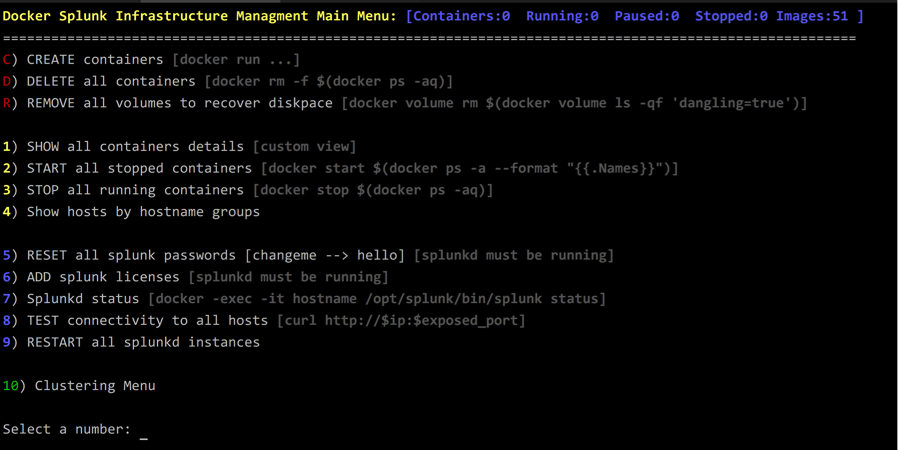 Docker Splunk Infrastructure Managment Main Menu: [Containers:0  Running:0  Paused:0  Stopped:0 Images:51 ]
==========================================================================================================
C) CREATE containers [docker run ...]
D) DELETE all containers [docker rm -f $(docker ps -aq)]
R) REMOVE all volumes to recover diskpace [docker volume rm $(docker volume ls -qf 'dangling=true')]
1) SHOW all containers details [custom view]
2) START all stopped containers [docker start $(docker ps -a --format "{{.Names}}")]
3) STOP all running containers [docker stop $(docker ps -aq)]
4) Show hosts by hostname groups
5) RESET all splunk passwords [changeme --> hello] [splunkd must be running]
6) ADD splunk licenses [splunkd must be running]
7) Splunkd status [docker -exec -it hostname /opt/splunk/bin/splunk status]
8) TEST connectivity to all hosts [curl http://$ip:$exposed_port]
9) RESTART all splunkd instances
10) Clustering Menu
Select a number: _